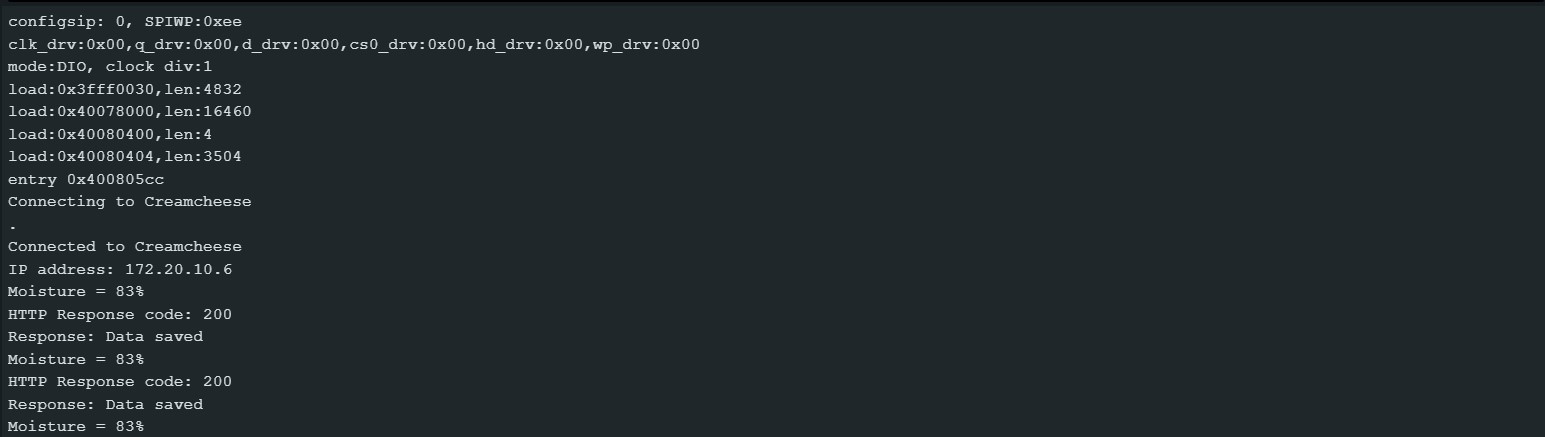 configsip: 0, SPIWP:0xee
clk_drv:0x00,q_drv:0x00,d_drv:0x00,cs0_drv:0x00,hd_drv:0x00,wp_drv:0x00
mode:DIO, clock div:1
load:0x3fff0030,len:4832
load:0x40078000,len:16460
load:0x40080400,len:4
load:0x40080404,len:3504
entry 0x400805cc
Connecting to Creamcheese
.
Connected to Creamcheese
IP address: 172.20.10.6
Moisture = 83%
HTTP Response code: 200
Response: Data saved
Moisture = 83%
HTTP Response code: 200
Response: Data saved
Moisture = 83%